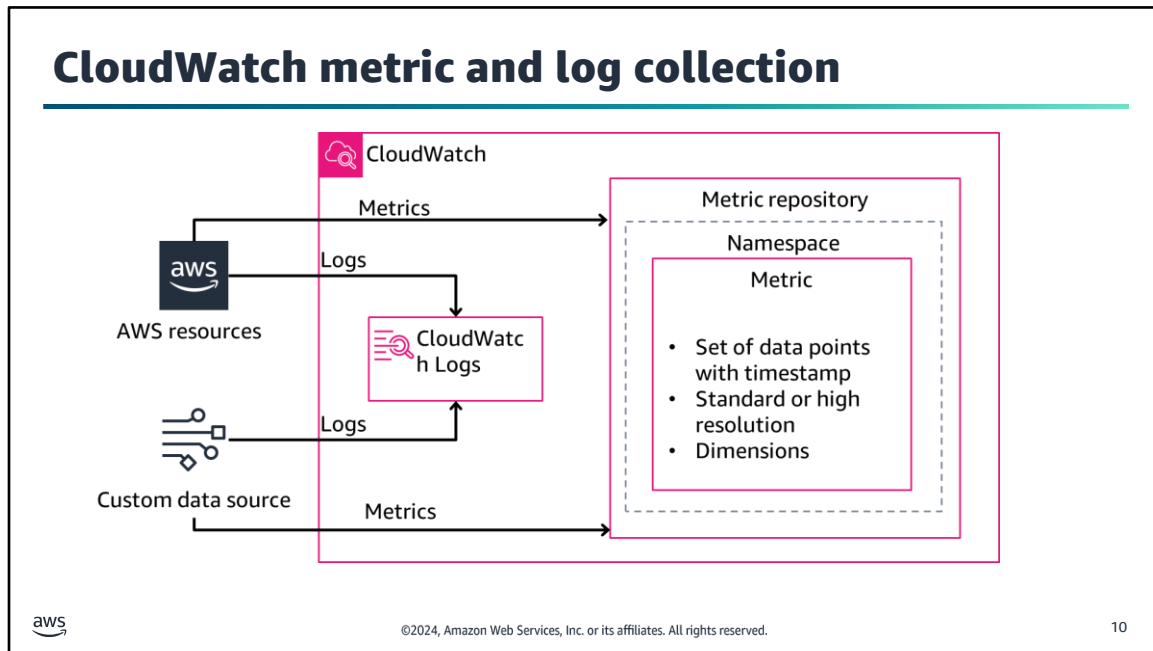 CloudWatch metric and log collection
CloudWatch
Metrics
Metric repository
Namespace
Metric
• Set of data points
with timestamp
• Standard or high
resolution
• Dimensions
aws
Logs
AWS resources
CloudWatc
h Logs
Logs
Custom data source
Metrics
aws
©2024, Amazon Web Services, Inc. or its affiliates. All rights reserved.
10